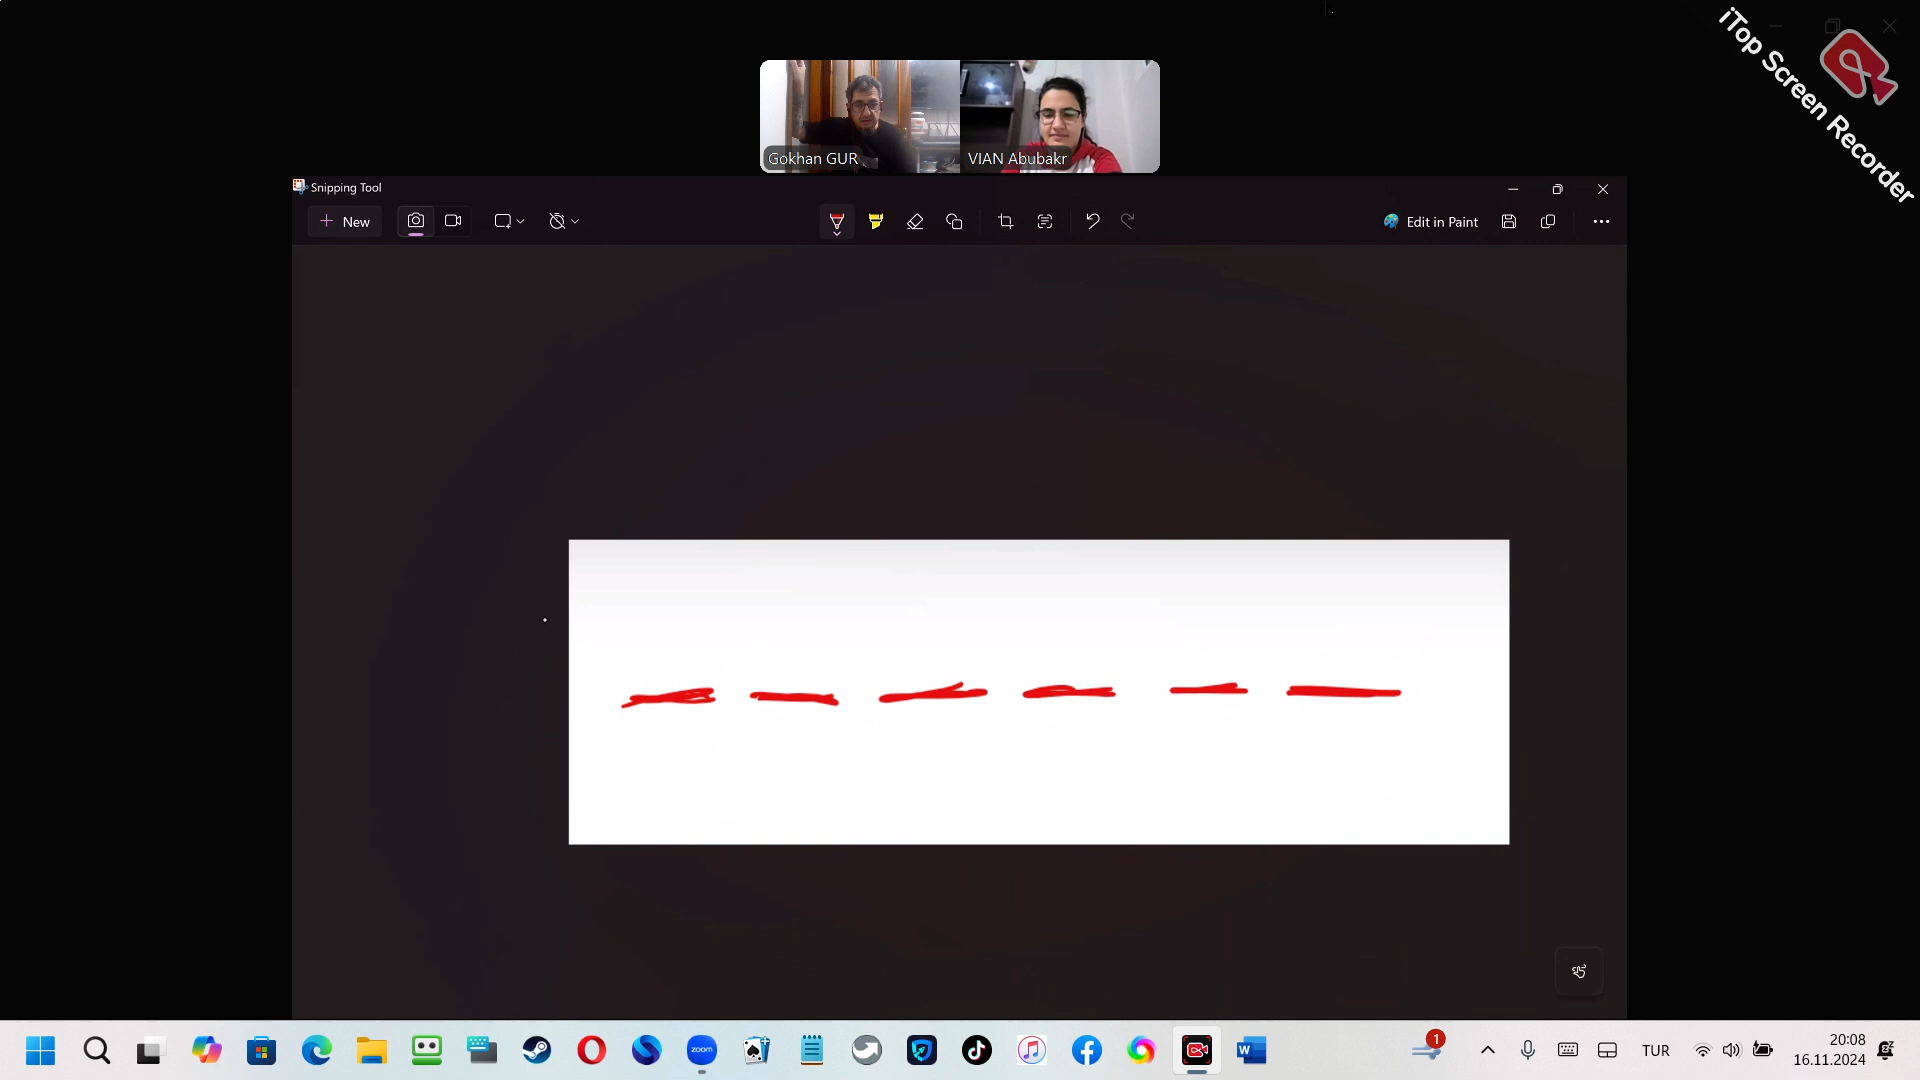 iTop Screen Recorder
Gokhan GUR
VIAN Abubakr
Snipping Tool
New
Edit in Paint
zoom
W
1
TUR
20:08
16.11.2024